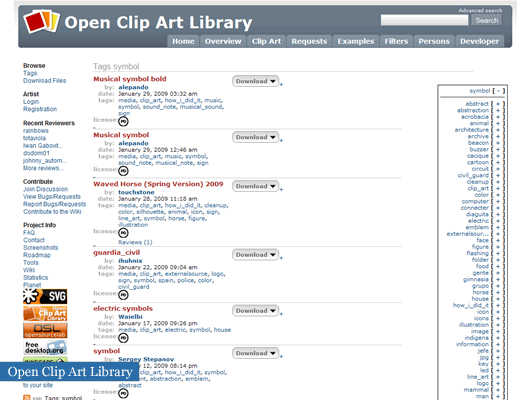 Open Clip Art Library
Advanced search
Search
Home Overview Clip Art Requests Examples Filters Persons Developer
Browse
Tags
Download Files
Artist
Login
Registration
Recent Reviewers
rainbows
fotaviola
Iwan Gabovit...
dodom01
johnny_autom...
More reviews...
Contribute
Join Discussion
View Bugs/Requests
Report Bugs/Requests
Contribute to the Wiki
Project Info
FAQ
Contact
Screenshots
Roadmap
Tools
Wiki
Statistics
Planet
SVG
Open Clip Art Library
OSL
opensourcelab
free
desktop.org
to your site
Tags: symbol
Tags symbol
Musical symbol bold
Download
+
by: alepando
date: January 29, 2009 03:32 am
tags: media, clip_art, how_i_did_it, music,
symbol, sound_note, musical_sound,
sign
license:
Musical symbol
Download
+
by: alepando
date: January 29, 2009 12:46 am
tags: media, clip_art, music, symbol,
sound_note, musical_note, sign
license:
Waved Horse (Spring Version) 2009
Download
+
by: touchstone
date: January 28, 2009 11:18 am
tags: media, clip_art, how_i_did_it, cleanup,
color, silhouette, animal, icon, sign,
line_art, symbol, horse, figure,
illustration
license:
Reviews (1)
guardia_civil
Download
+
by: ihuhnix
date: January 22, 2009 09:04 am
tags: media, clip_art, externalsource, logo,
sign, symbol, spain, police, color,
civil_guard
license:
electric symbols
Download
+
by: Waielbi
date: January 17, 2009 09:26 pm
tags: media, clip_art, electric, symbol, house
license:
symbol
Download
+
by: Sergey Stepanov
12, 2009 08:14 pm
clip_art, how_i_did_it, symbol,
abstraction, emblem,
abstract
license:
symbol [ - ]
abstract [ + ]
abstraction [ + ]
acrobacia [ + ]
animal [ + ]
architecture [ + ]
archive [ + ]
beacon [ + ]
buzzer [ + ]
cacique [ + ]
cartoon [ + ]
circuit [ + ]
civil_guard [ + ]
cleanup [ + ]
clip_art [ + ]
color [ + ]
computer [ + ]
connecter [ + ]
diaguita [ + ]
electric [ + ]
emblem [ + ]
externalsour... [ + ]
face [ + ]
figure [ + ]
flashing [ + ]
folder [ + ]
food [ + ]
gente [ + ]
gimnasia [ + ]
grupo [ + ]
horse [ + ]
house [ + ]
how_i_did_it [ + ]
icon [ + ]
icons [ + ]
illustration [ + ]
image [ + ]
indigena [ + ]
information [ + ]
jefe [ + ]
jpg [ + ]
key [ + ]
led [ + ]
line_art [ + ]
logo [ + ]
mammal [ + ]
man [ + ]
Open Clip Art Library